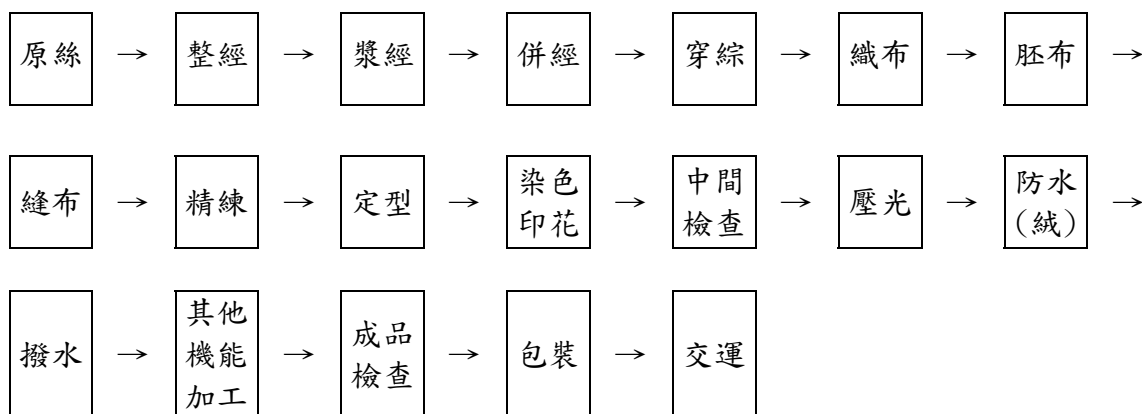 原絲 → 整經 → 漿經 → 併經 → 穿綜 → 織布 → 胚布 →
縫布 → 精練 → 定型 → 染色印花 → 中間檢查 → 壓光 → 防水(絨) →
撥水 → 其他機能加工 → 成品檢查 → 包裝 → 交運